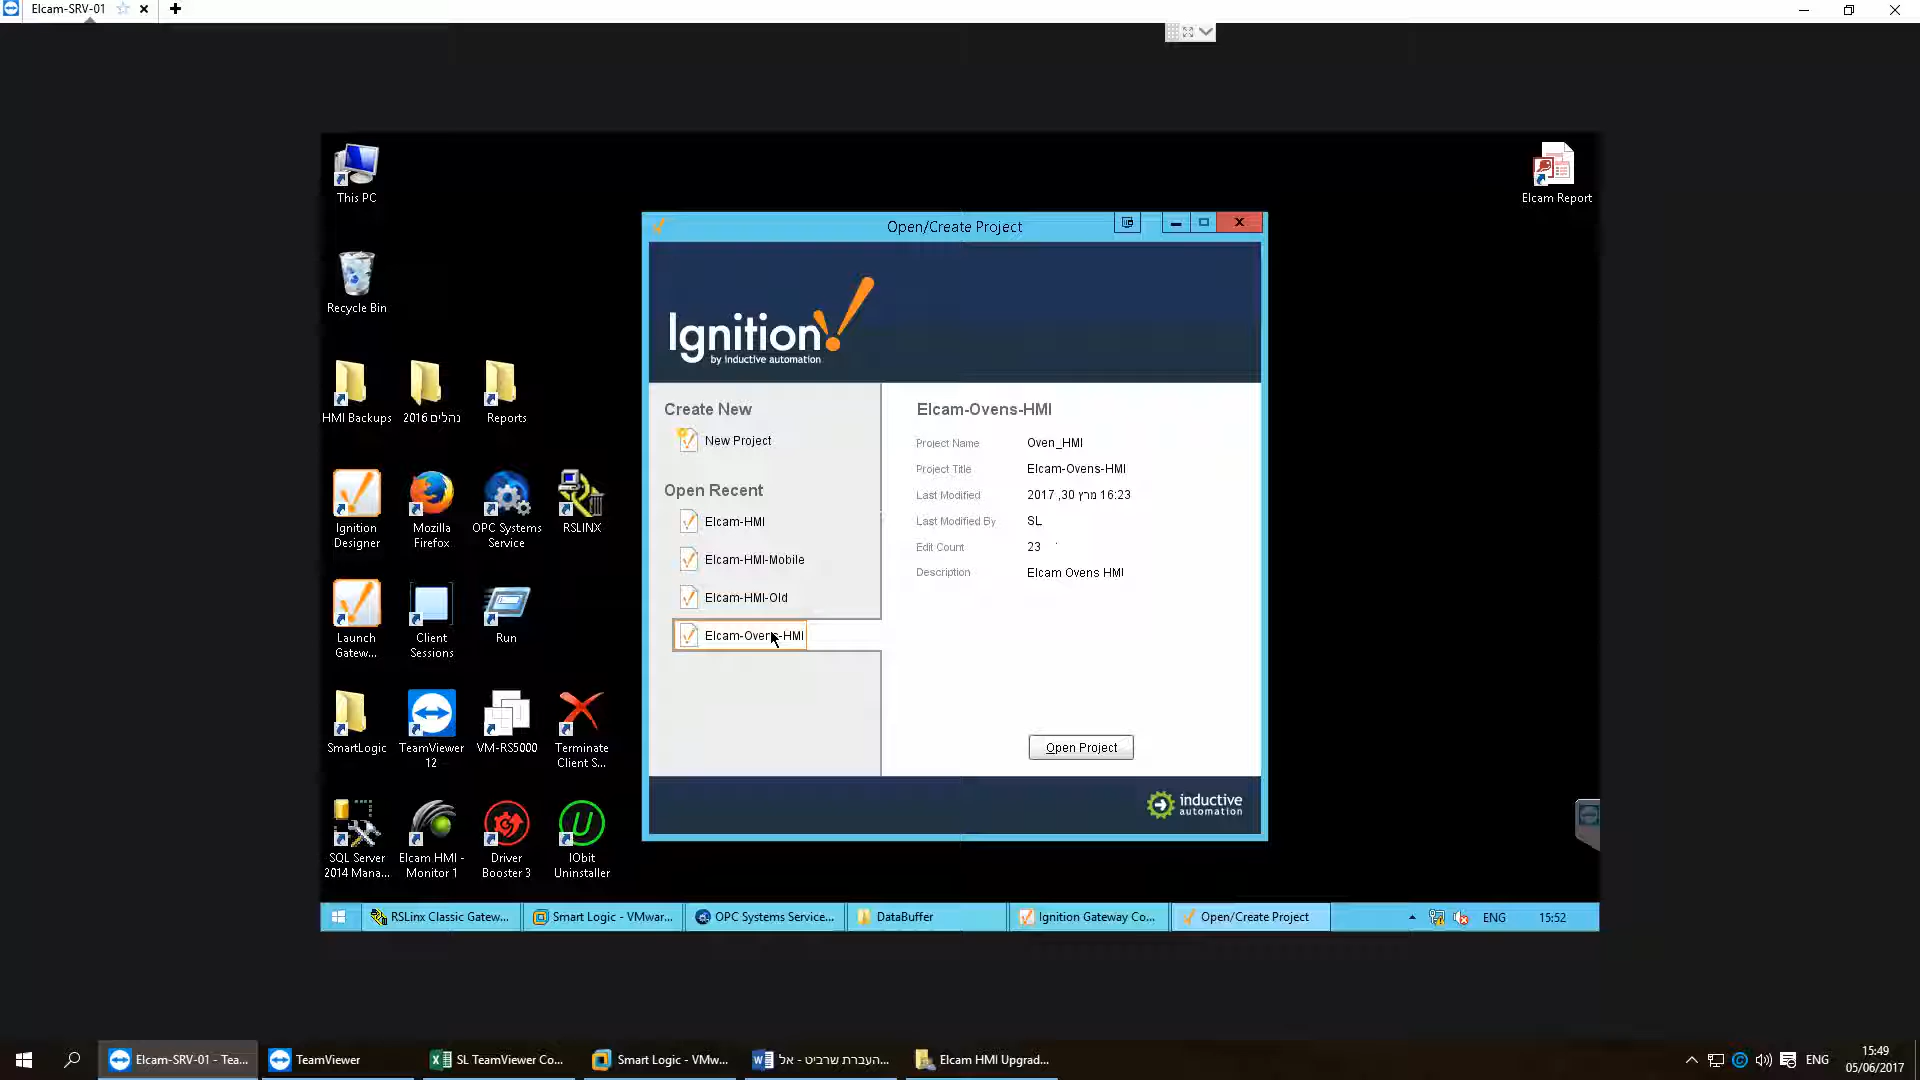 Elcam-SRV-01
This PC
Elcam Report
Recycle Bin
HMI Backups
נהלים 2016
Reports
Ignition
Designer
Mozilla
Firefox
OPC Systems
Service
RSLINX
Launch
Gatew...
Client
Sessions
Run
SmartLogic
TeamViewer
12
VM-RS5000
Terminate
Client S...
SQL Server
2014 Mana...
Elcam HMI -
Monitor 1
Driver
Booster 3
IObit
Uninstaller
Open/Create Project
Ignition!
by inductive automation
Create New
New Project
Open Recent
Elcam-HMI
Elcam-HMI-Mobile
Elcam-HMI-Old
Elcam-Ovens-HMI
Elcam-Ovens-HMI
Project Name Oven_HMI
Project Title Elcam-Ovens-HMI
Last Modified 16:23 מרץ 30, 2017
Last Modified By SL
Edit Count 23
Description Elcam Ovens HMI
Open Project
inductive
automation
RSLinx Classic Gatew...
Smart Logic - VMwar...
OPC Systems Service...
DataBuffer
Ignition Gateway Co...
Open/Create Project
ENG
15:52
Elcam-SRV-01 - Tea...
TeamViewer
SL TeamViewer Co...
Smart Logic - VMw...
העברת שרביט - אל...
Elcam HMI Upgrad...
ENG
15:49
05/06/2017